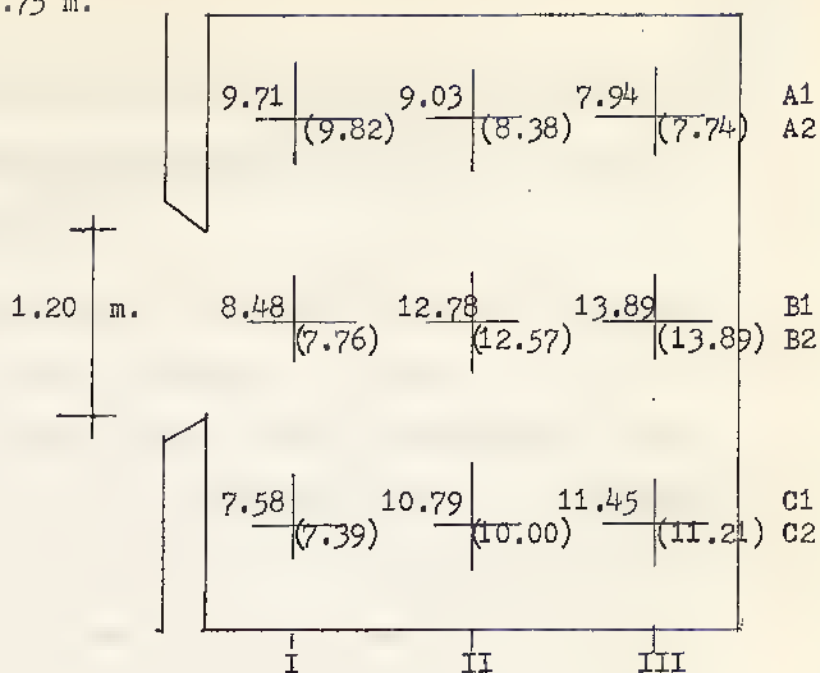 .75 m.
9.71 9.03 7.94 A1
(9.82) (8.38) (7.74) A2
1.20 m. 8.48 12.78 13.89 B1
(7.76) (12.57) (13.89) B2
7.58 10.79 11.45 C1
(7.39) (10.00) (11.21) C2
I II III